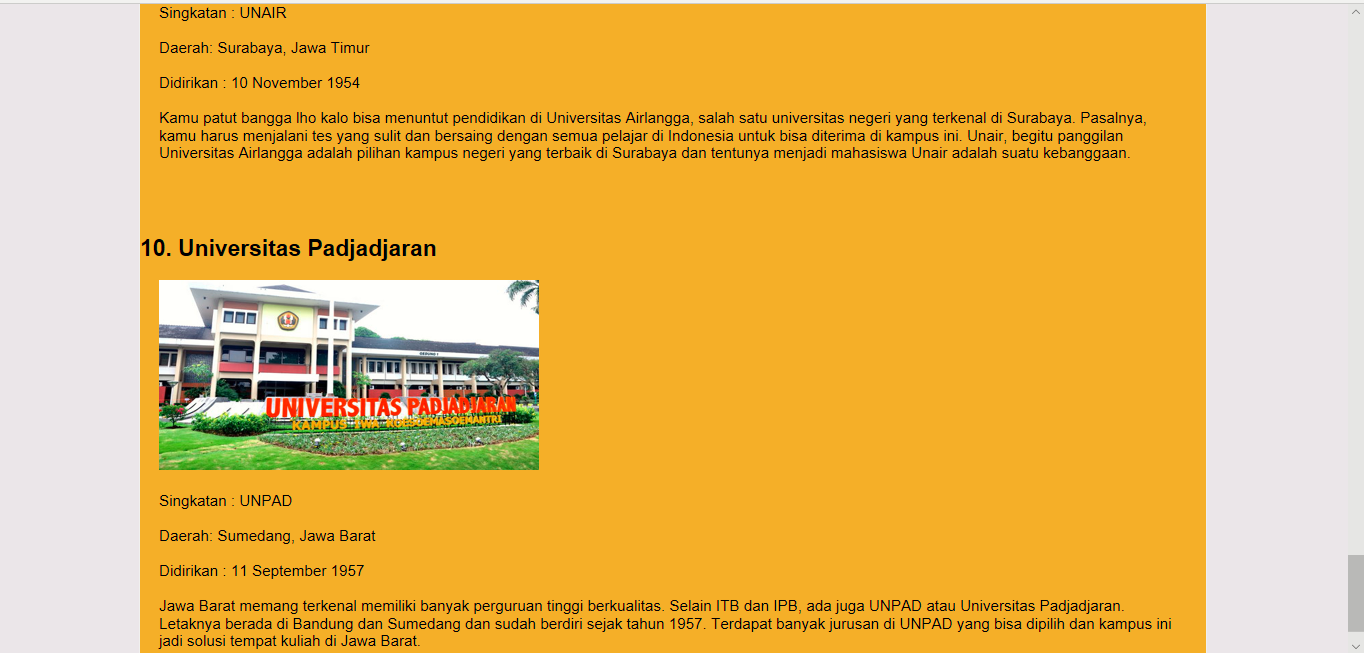 Singkatan : UNAIR
Daerah: Surabaya, Jawa Timur
Didirikan : 10 November 1954
Kamu patut bangga lho kalo bisa menuntut pendidikan di Universitas Airlangga, salah satu universitas negeri yang terkenal di Surabaya. Pasalnya,
kamu harus menjalani tes yang sulit dan bersaing dengan semua pelajar di Indonesia untuk bisa diterima di kampus ini. Unair, begitu panggilan
Universitas Airlangga adalah pilihan kampus negeri yang terbaik di Surabaya dan tentunya menjadi mahasiswa Unair adalah suatu kebanggaan.
10. Universitas Padjadjaran
UNIVERSITAS PADJADJARAN
KAMPUS IWA KOESOEMASOEMANTRI
Singkatan : UNPAD
Daerah: Sumedang, Jawa Barat
Didirikan : 11 September 1957
Jawa Barat memang terkenal memiliki banyak perguruan tinggi berkualitas. Selain ITB dan IPB, ada juga UNPAD atau Universitas Padjadjaran.
Letaknya berada di Bandung dan Sumedang dan sudah berdiri sejak tahun 1957. Terdapat banyak jurusan di UNPAD yang bisa dipilih dan kampus ini
jadi solusi tempat kuliah di Jawa Barat.